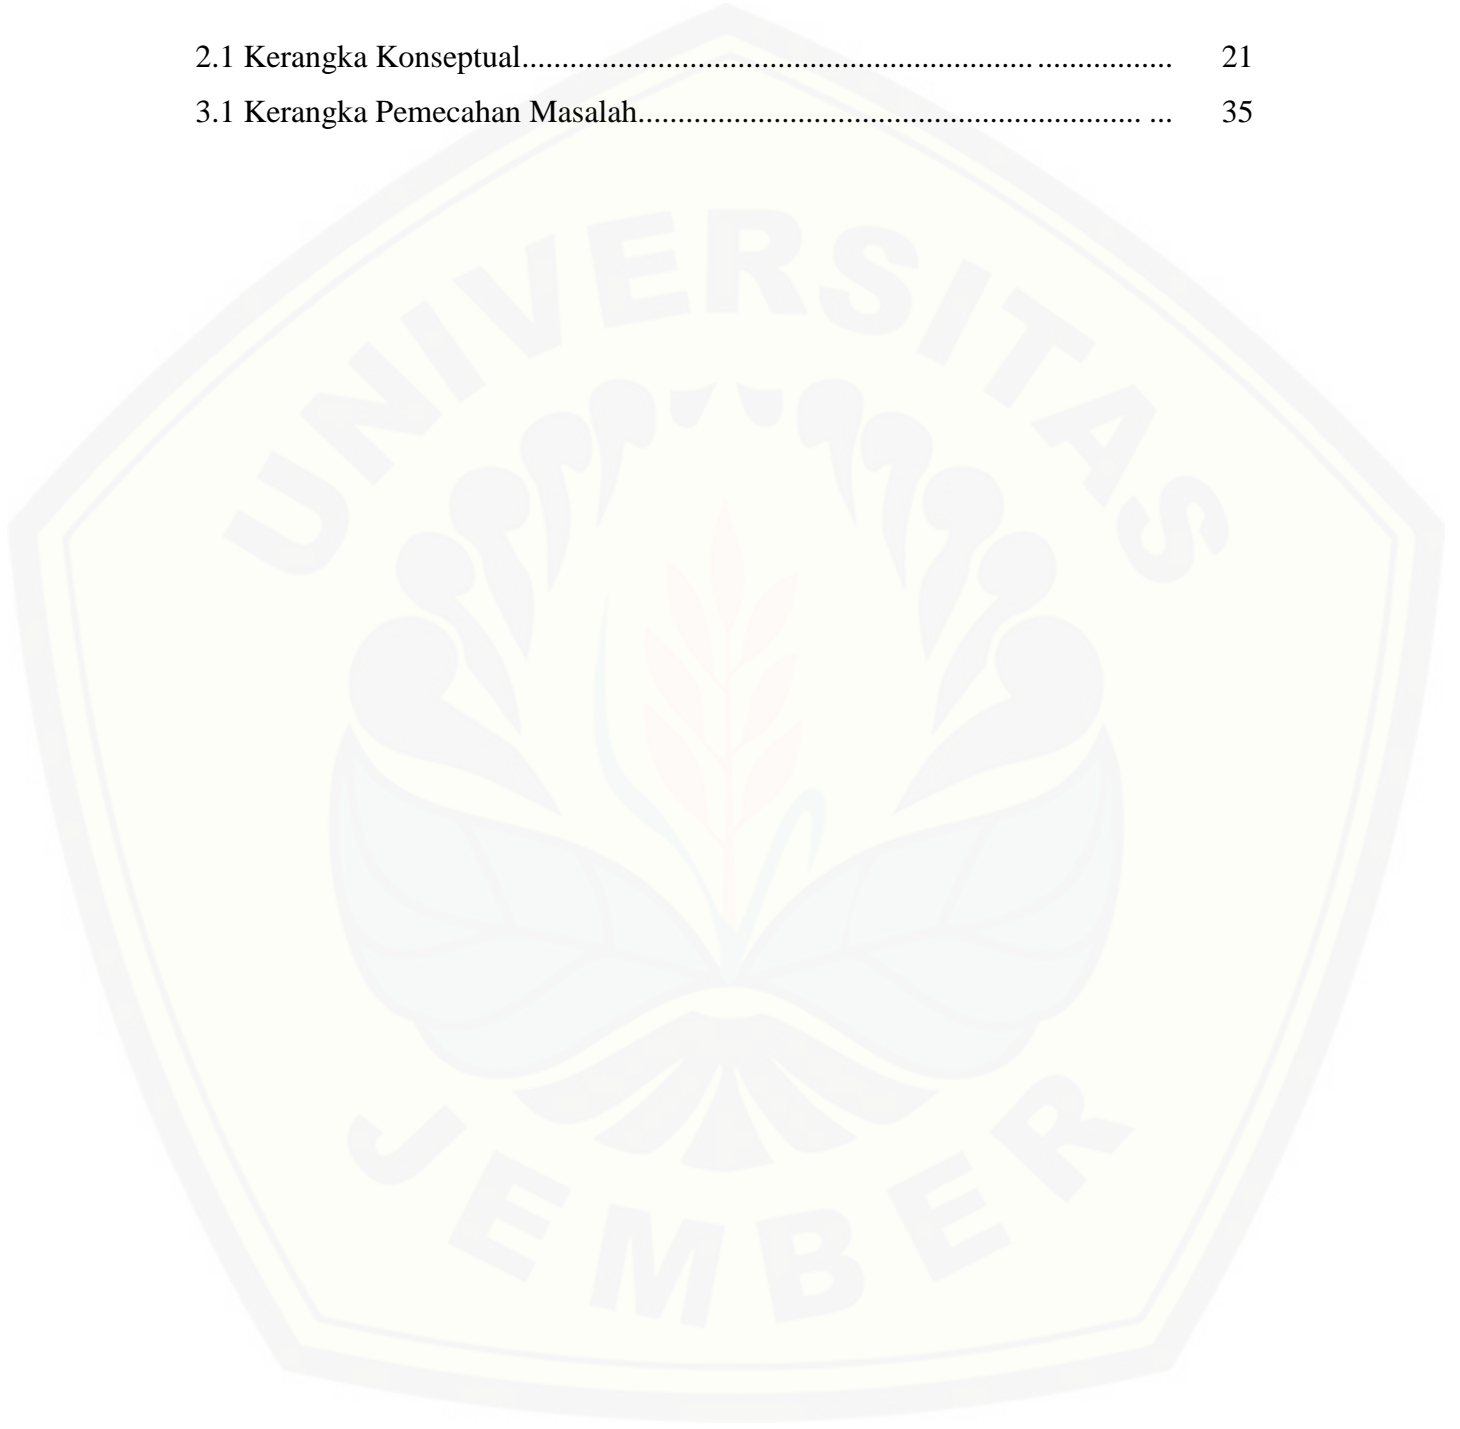 2.1 Kerangka Konseptual................................................................................. 21
3.1 Kerangka Pemecahan Masalah.................................................................. 35
UNIVERSITAS
JEMBER